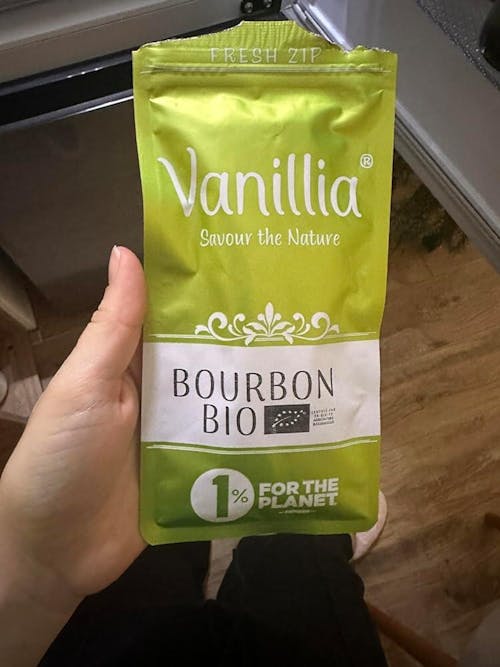 FRESH ZIP
Vanillia®
Savour the Nature
BOURBON
BIO
1%
FOR THE
PLANET